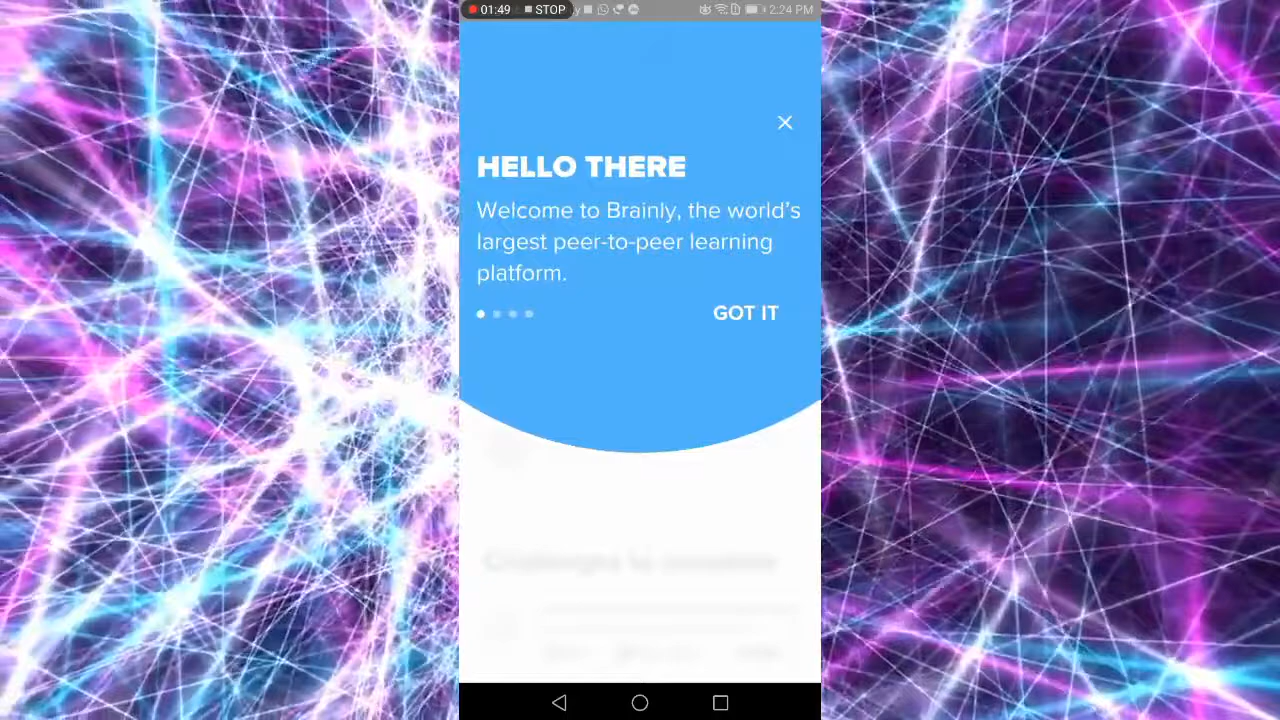 01:49 STOP
2:24 PM
HELLO THERE
Welcome to Brainly, the world's
largest peer-to-peer learning
platform.
GOT IT